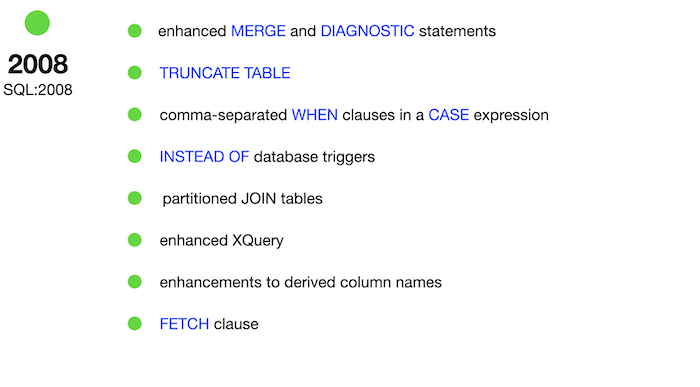 2008
SQL:2008
enhanced MERGE and DIAGNOSTIC statements
TRUNCATE TABLE
comma-separated WHEN clauses in a CASE expression
INSTEAD OF database triggers
partitioned JOIN tables
enhanced XQuery
enhancements to derived column names
FETCH clause